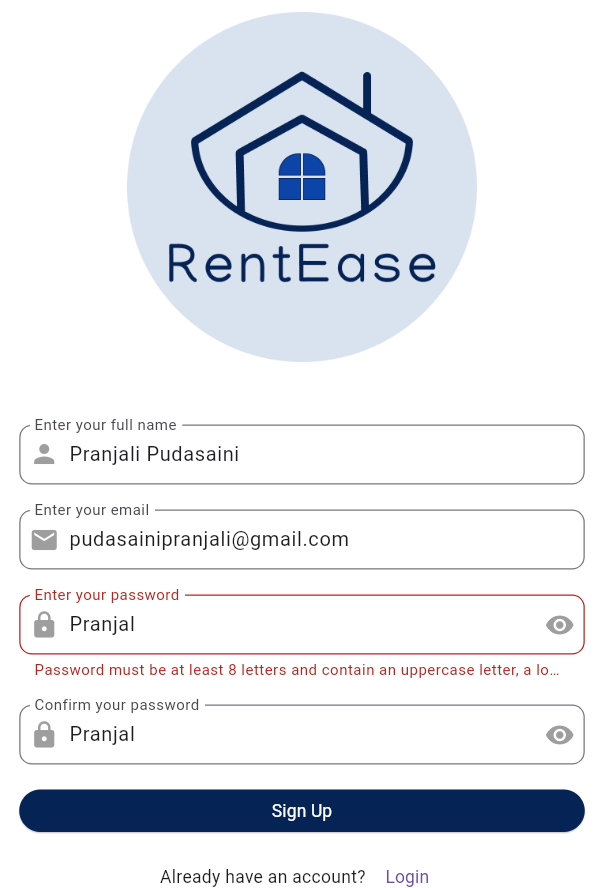 RentEase
Enter your full name
Pranjali Pudasaini
Enter your email
pudasainipranjali@gmail.com
Enter your password
Pranjal
Password must be at least 8 letters and contain an uppercase letter, a lo…
Confirm your password
Pranjal
Sign Up
Already have an account? Login